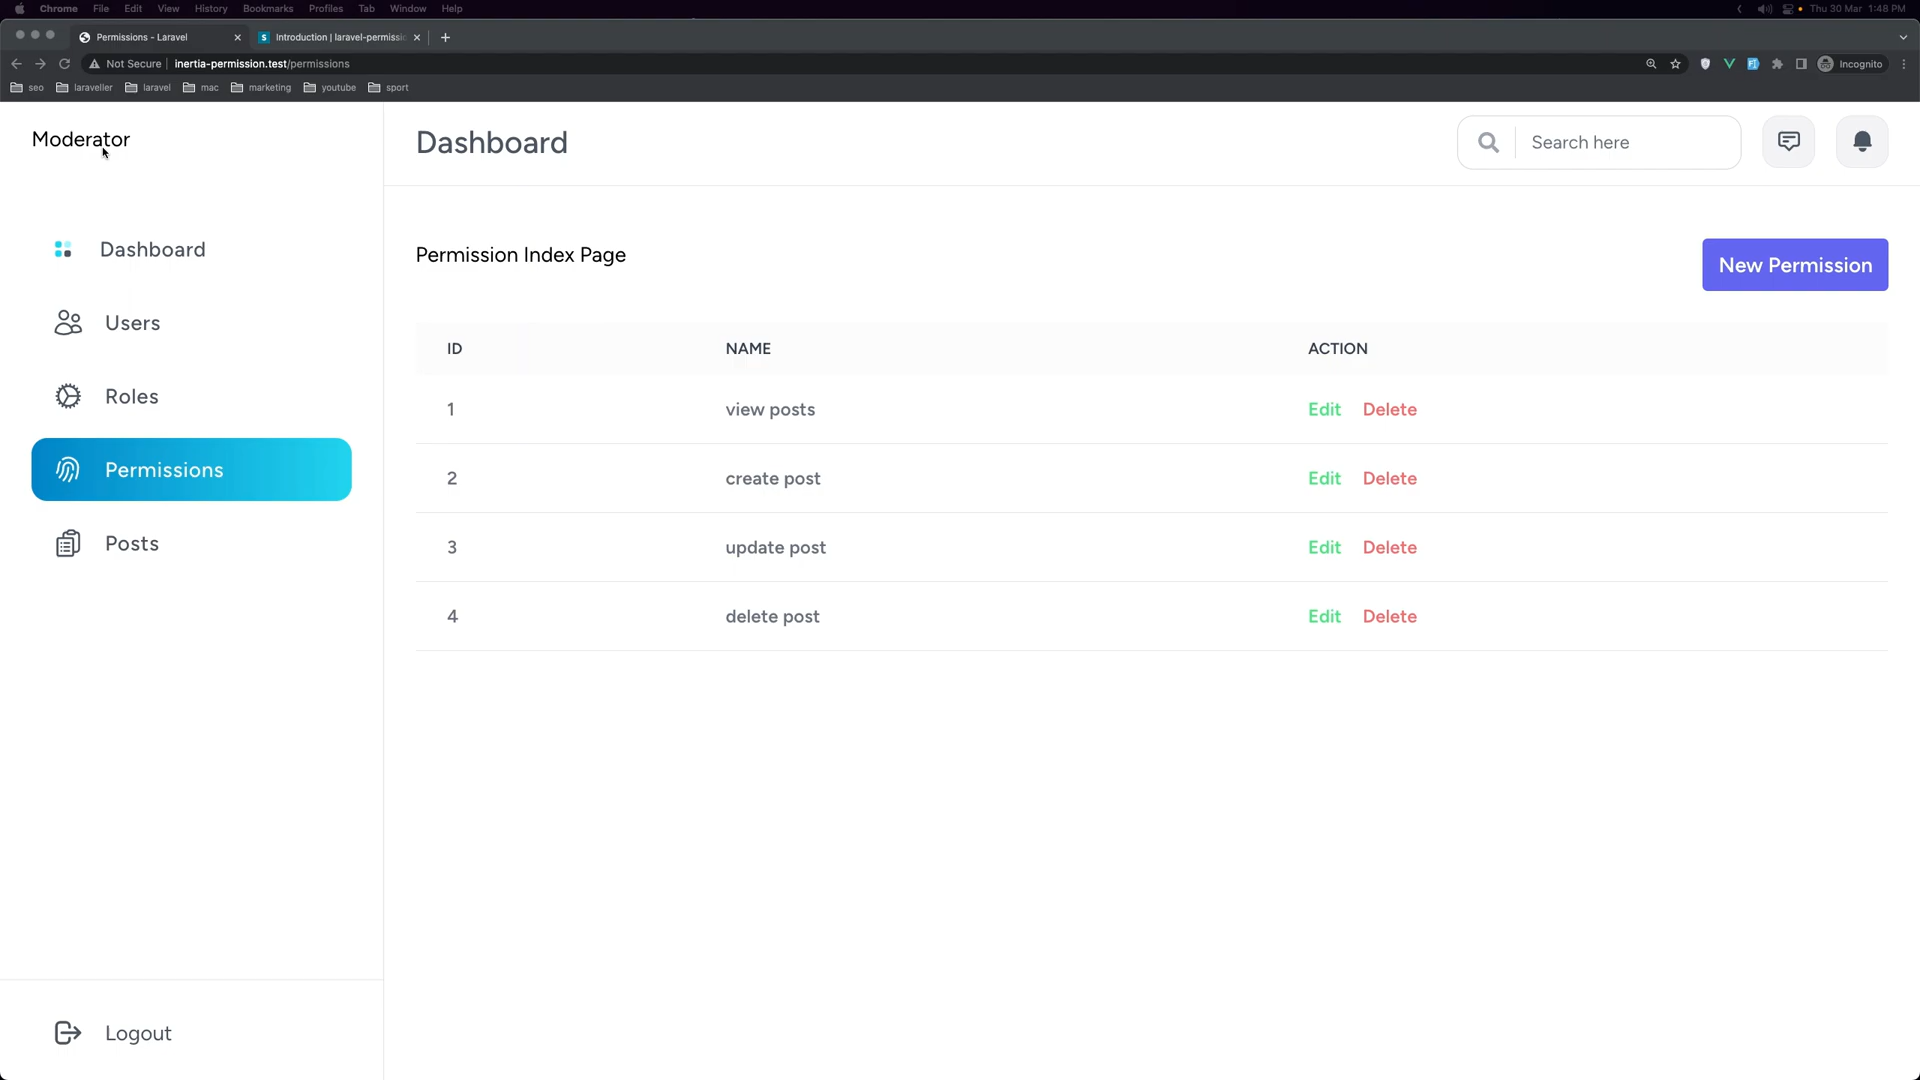 Chrome File Edit View History Bookmarks Profiles Tab Window Help
Thu 30 Mar 1:48 PM
Permissions - Laravel
Introduction | laravel-permissi
Not Secure
inertia-permission.test/permissions
Incognito
seo laraveller laravel mac marketing youtube sport
Moderator
Dashboard
Search here
Dashboard
Users
Roles
Permissions
Posts
Logout
Permission Index Page
New Permission
ID NAME ACTION
1 view posts Edit Delete
2 create post Edit Delete
3 update post Edit Delete
4 delete post Edit Delete